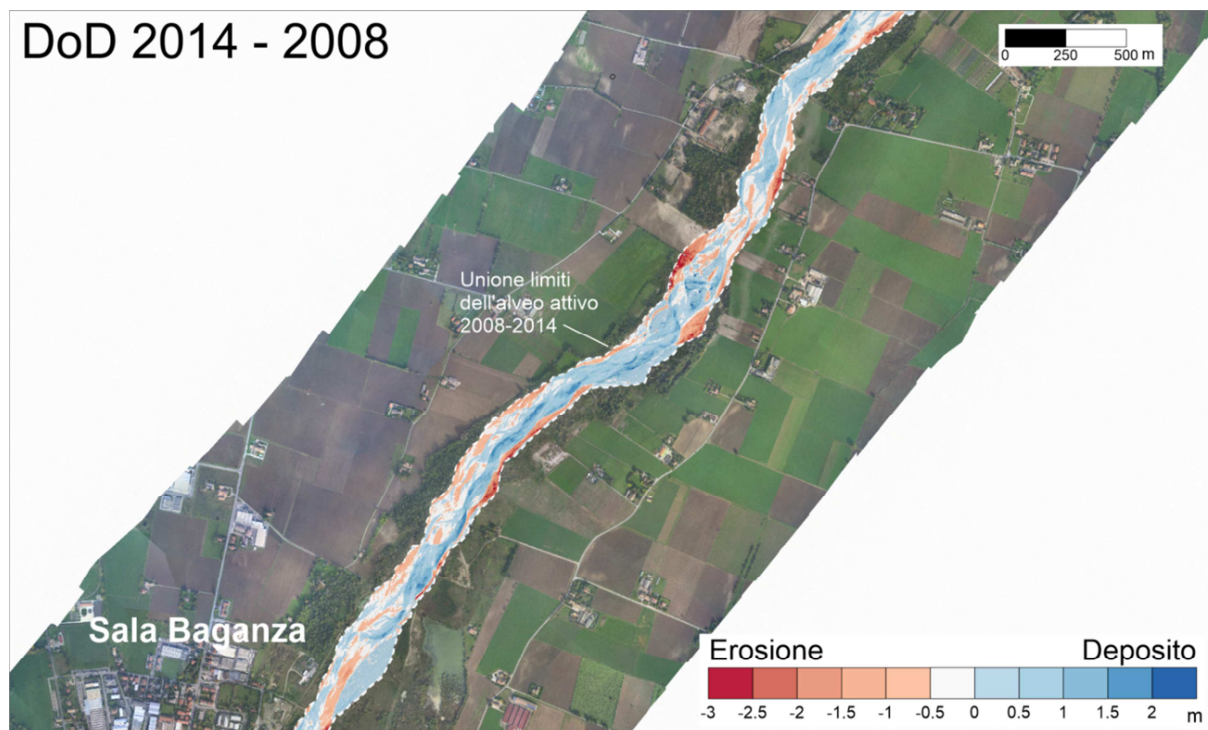 DoD 2014 - 2008
0 250 500 m
Unione limiti
dell'alveo attivo
2008-2014
Sala Baganza
Erosione Deposito
-3 -2.5 -2 -1.5 -1 -0.5 0 0.5 1 1.5 2 m